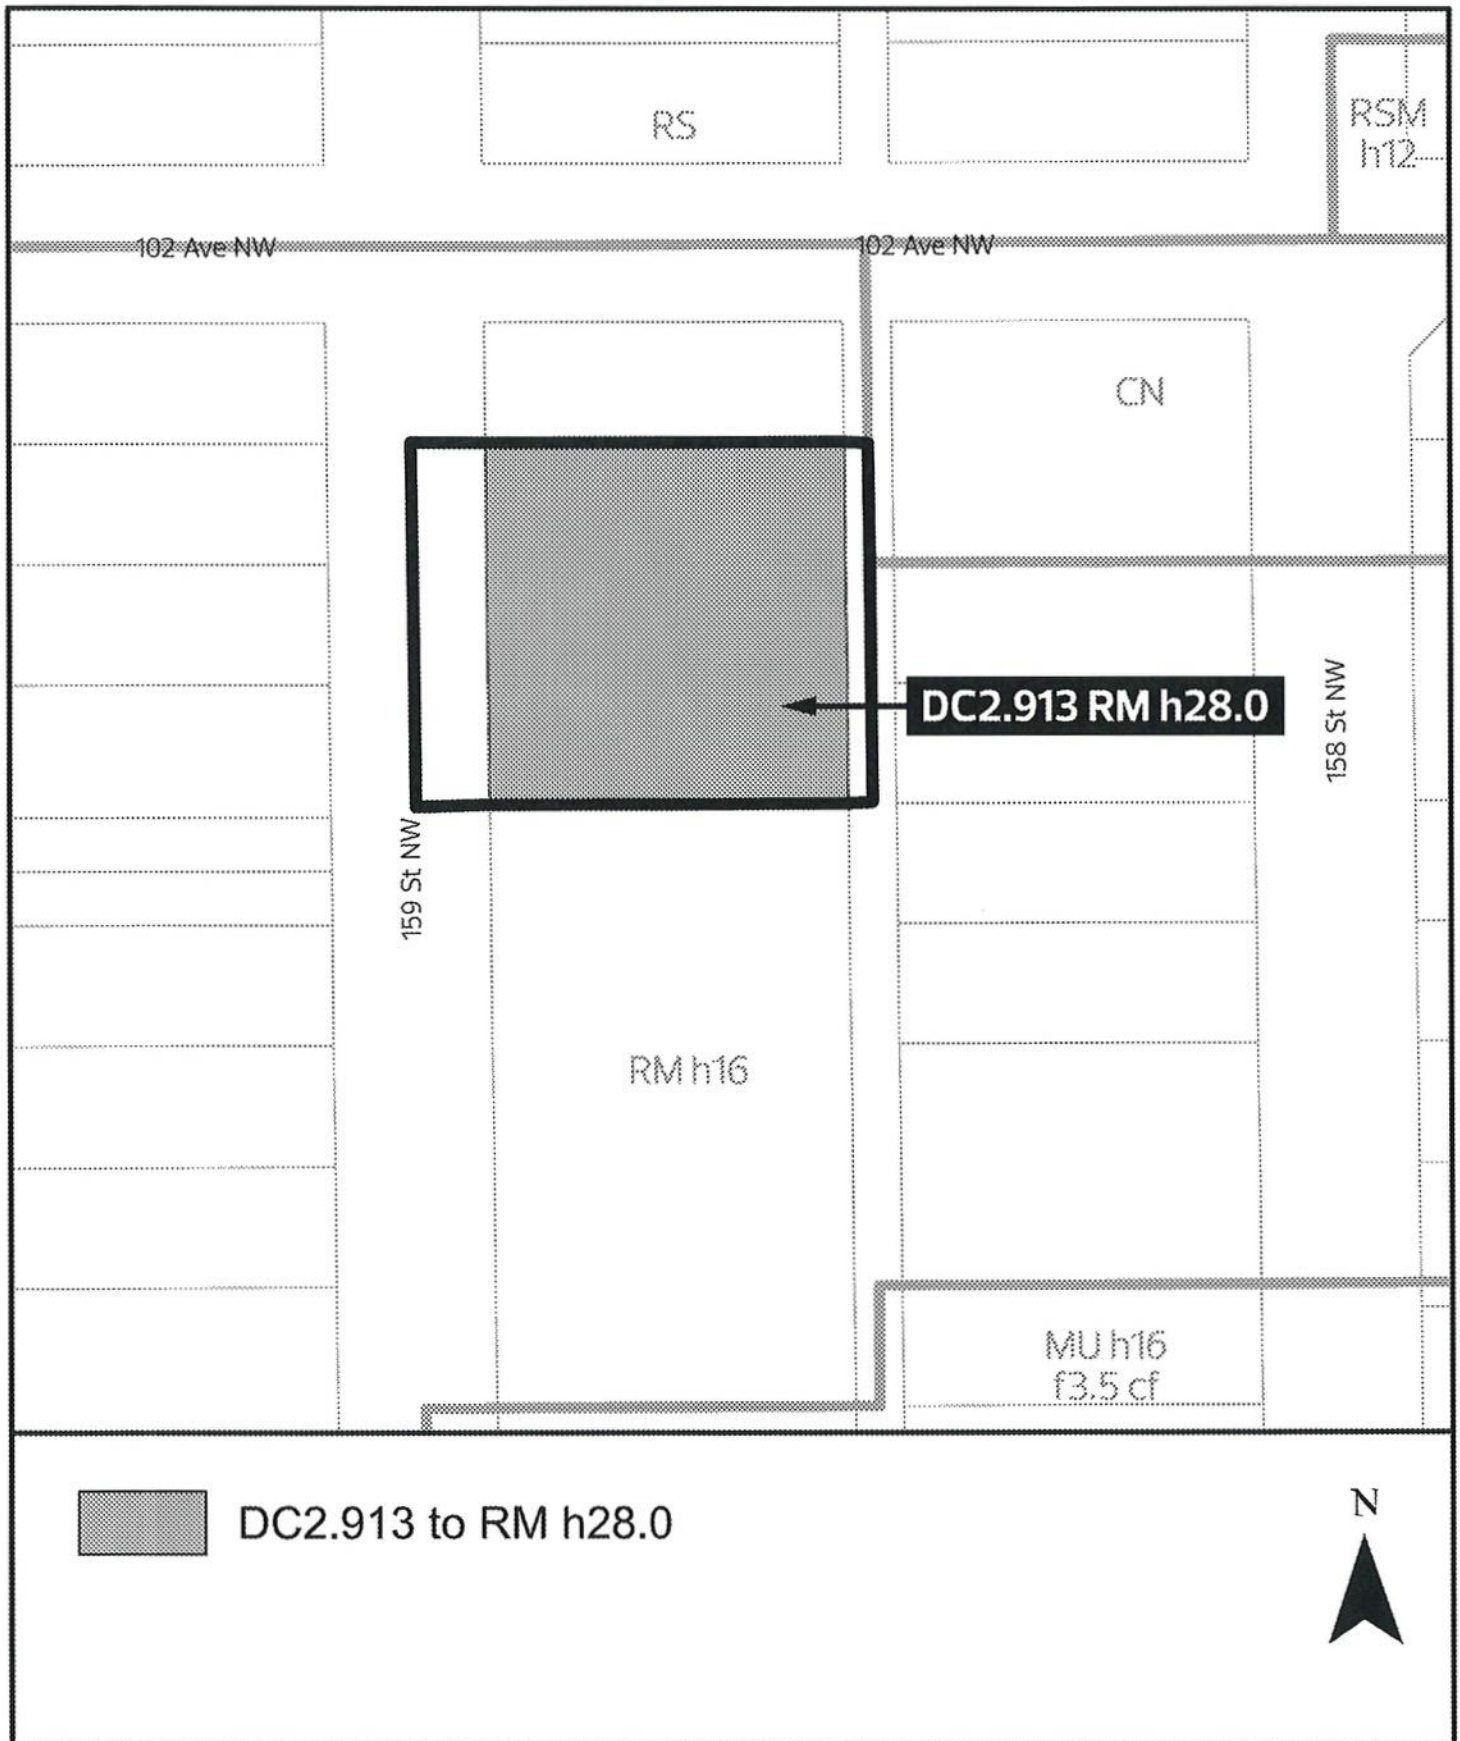 RS
RSM
h12
102 Ave NW
102 Ave NW
CN
DC2.913 RM h28.0
158 St NW
159 St NW
RM h16
MU h16
f3.5 cf
DC2.913 to RM h28.0
N